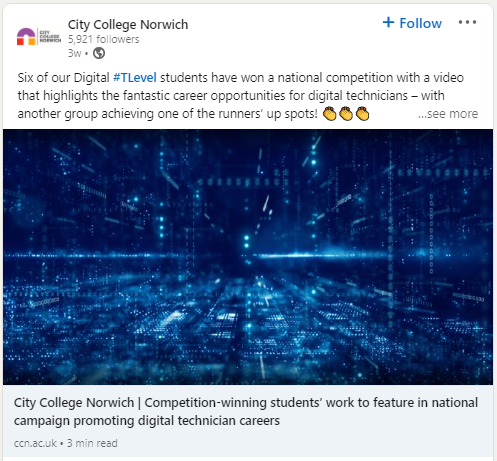 CITY
COLLEGE
NORWICH
City College Norwich
5,921 followers
3w •
+ Follow
Six of our Digital #TLevel students have won a national competition with a video
that highlights the fantastic career opportunities for digital technicians – with
another group achieving one of the runners' up spots! 👏👏👏 ...see more
City College Norwich | Competition-winning students' work to feature in national
campaign promoting digital technician careers
ccn.ac.uk • 3 min read